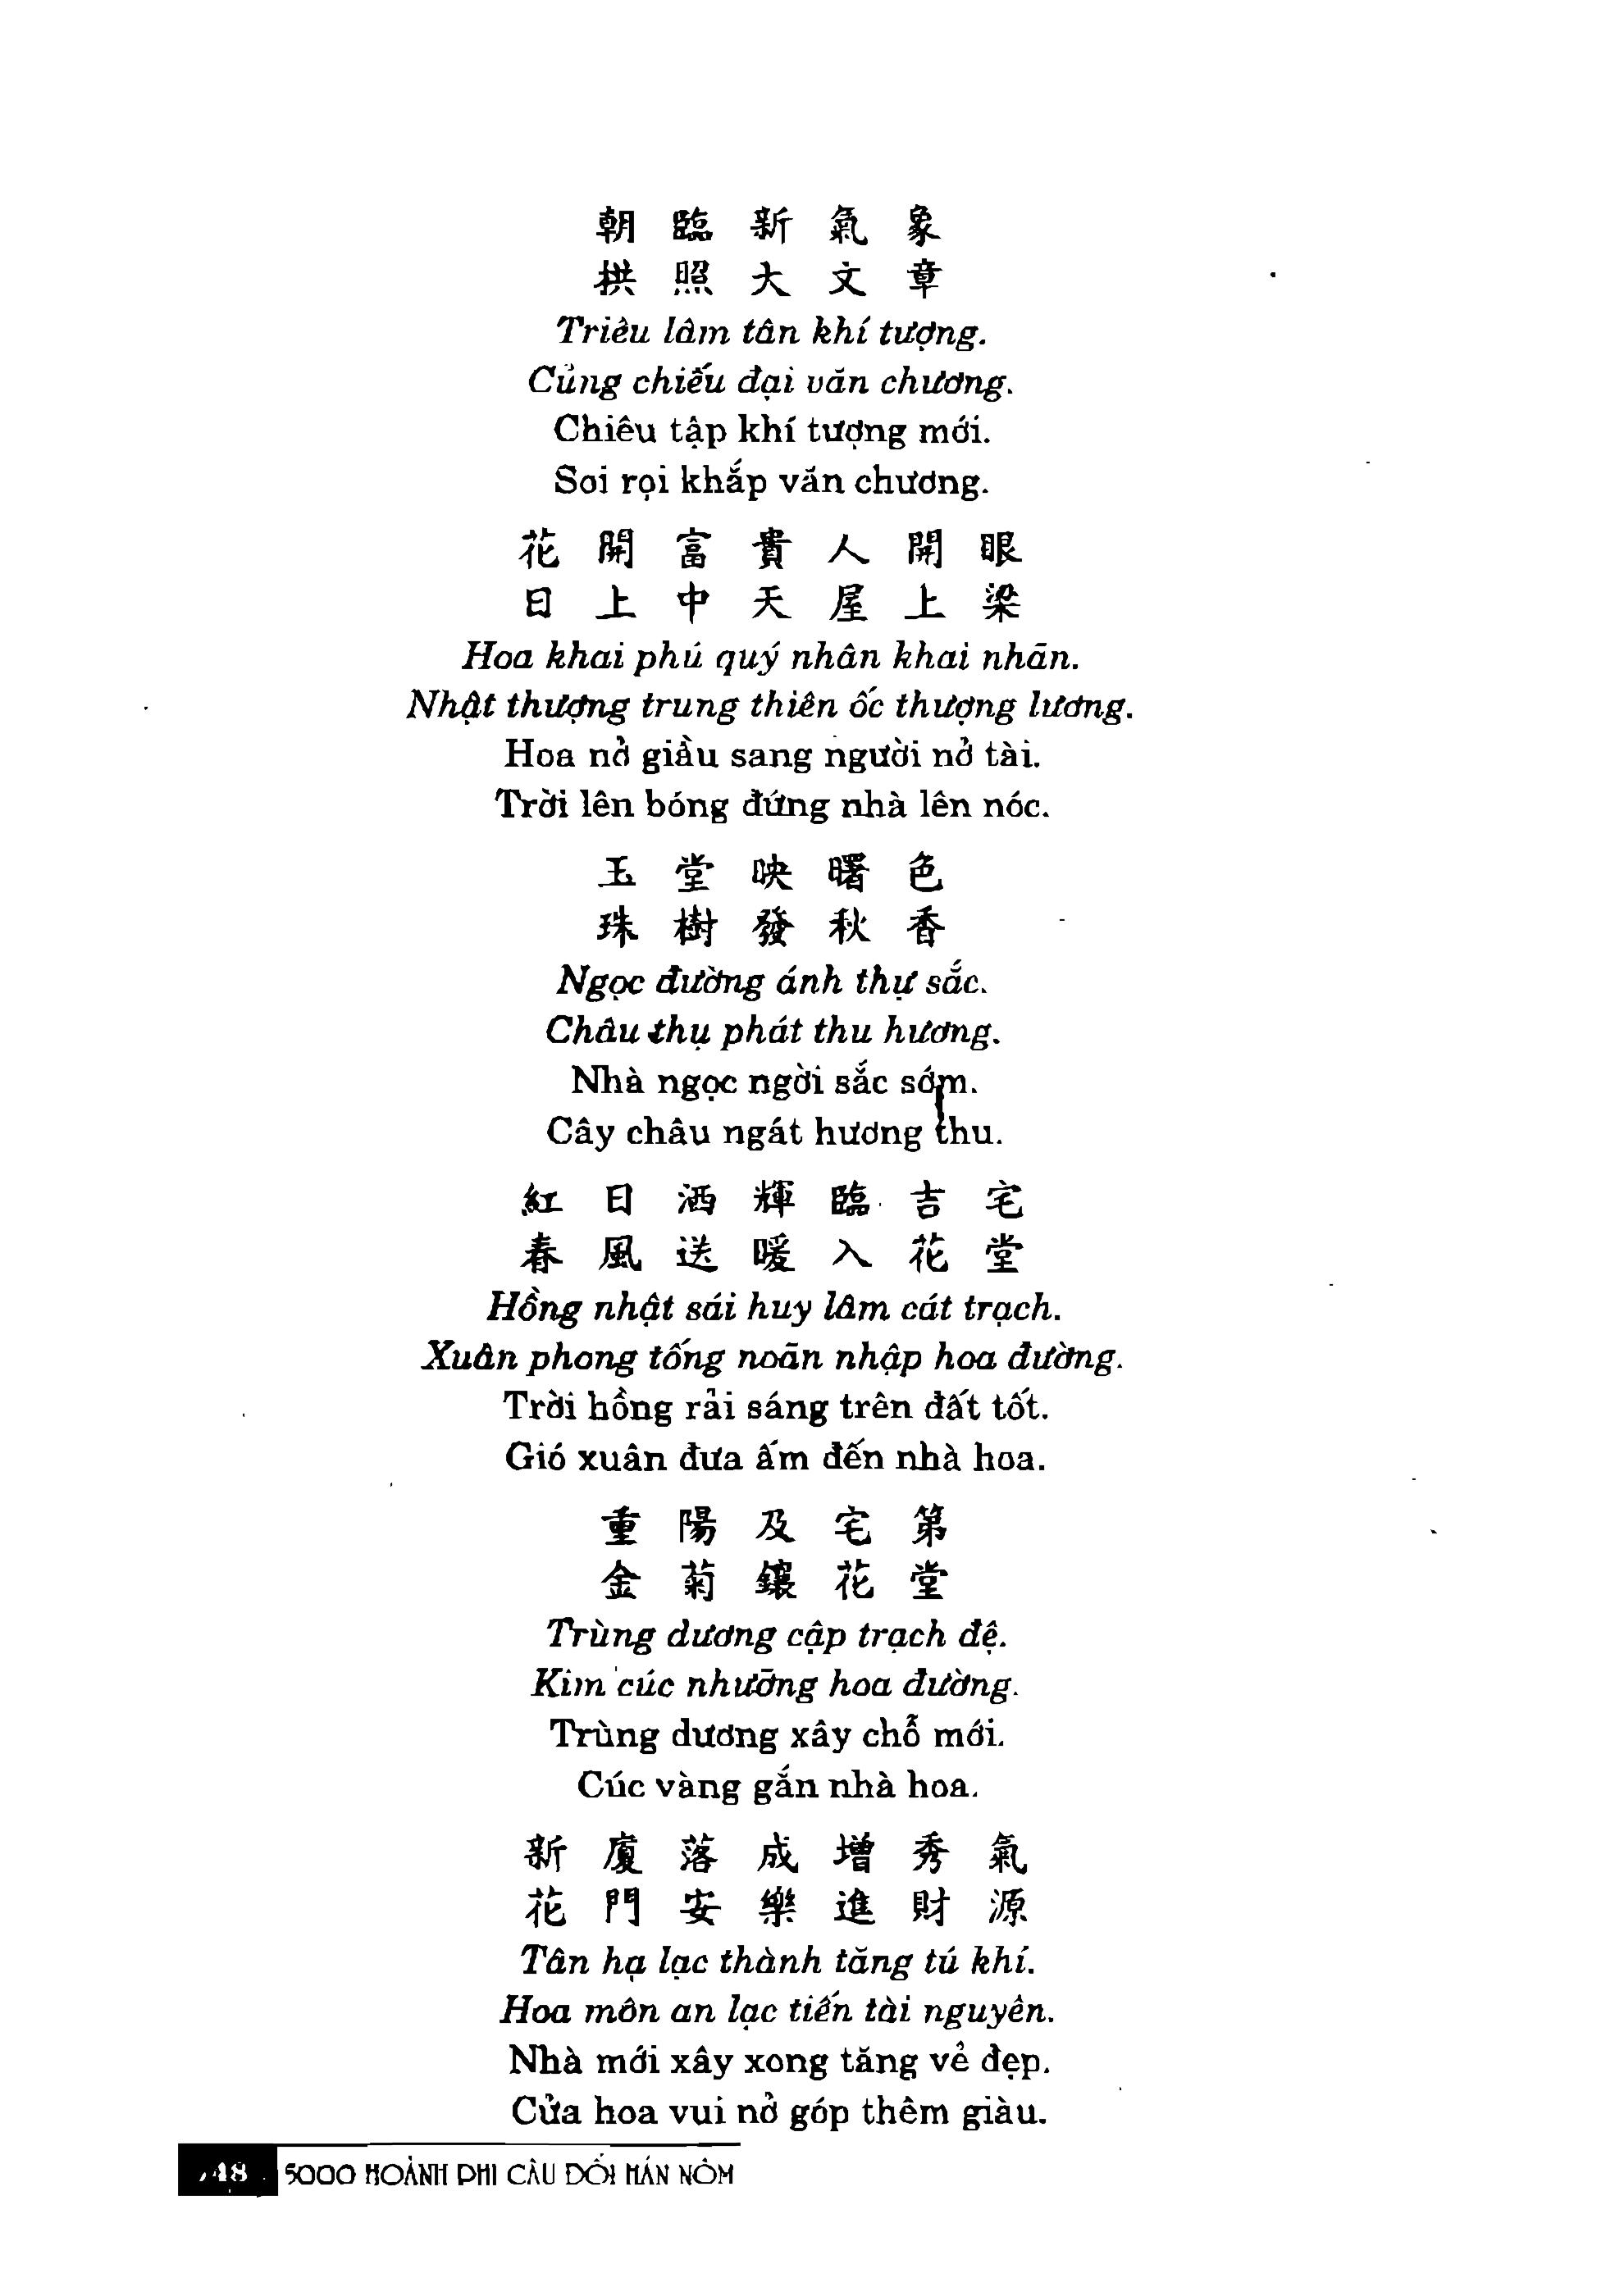 朝臨新氣象
拱照大文章
Triêu lâm tân khí tượng.
Củng chiếu đại văn chương.
Chiêu tập khí tượng mới.
Soi rọi khắp văn chương.
花開富貴人開眼
日上中天屋上梁
Hoa khai phú quý nhân khai nhãn.
Nhật thượng trung thiên ốc thượng lương.
Hoa nở giầu sang người nở tài.
Trời lên bóng đứng nhà lên nóc.
玉堂映曙色
珠樹發秋香
Ngọc đường ánh thự sắc.
Châu thụ phát thu hương.
Nhà ngọc ngời sắc sớm.
Cây châu ngát hương thu.
紅日洒輝臨吉宅
春風送暖入花堂
Hồng nhật sái huy lâm cát trạch.
Xuân phong tống noãn nhập hoa đường.
Trời hồng rải sáng trên đất tốt.
Gió xuân đưa ấm đến nhà hoa.
重陽及宅第
金菊鑲花堂
Trùng dương cập trạch đệ.
Kim cúc nhưỡng hoa đường.
Trùng dương xây chỗ mới.
Cúc vàng gắn nhà hoa.
新廈落成增秀氣
花門安樂進財源
Tân hạ lạc thành tăng tú khí.
Hoa môn an lạc tiến tài nguyên.
Nhà mới xây xong tăng vẻ đẹp.
Cửa hoa vui nở góp thêm giàu.
48 5000 HOÀNH PHI CÂU ĐỐI HÁN NÔM